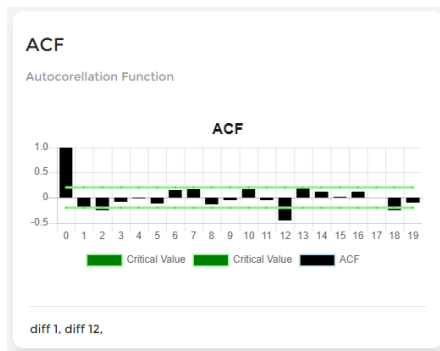 ACF
Autocorellation Function
ACF
1.0
0.5
0
-0.5
0 1 2 3 4 5 6 7 8 9 10 11 12 13 14 15 16 17 18 19
Critical Value Critical Value ACF
diff 1, diff 12,